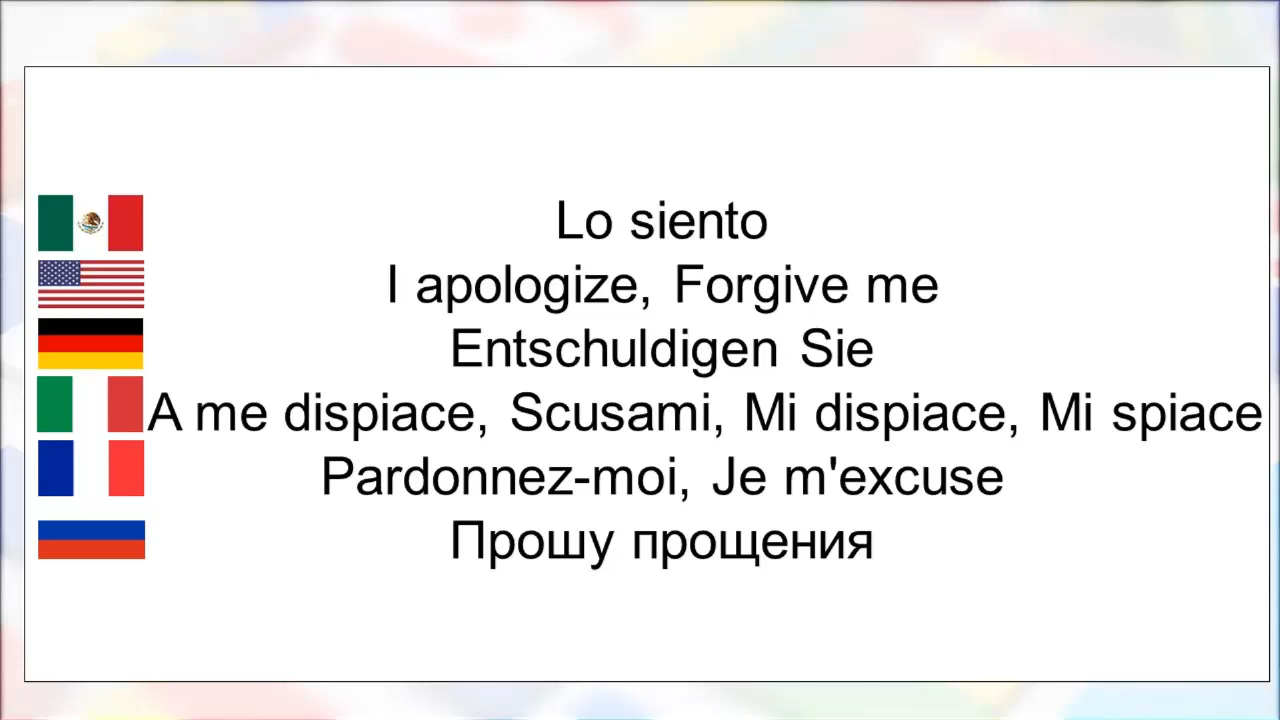 Lo siento
I apologize, Forgive me
Entschuldigen Sie
A me dispiace, Scusami, Mi dispiace, Mi spiace
Pardonnez-moi, Je m'excuse
Прошу прощения